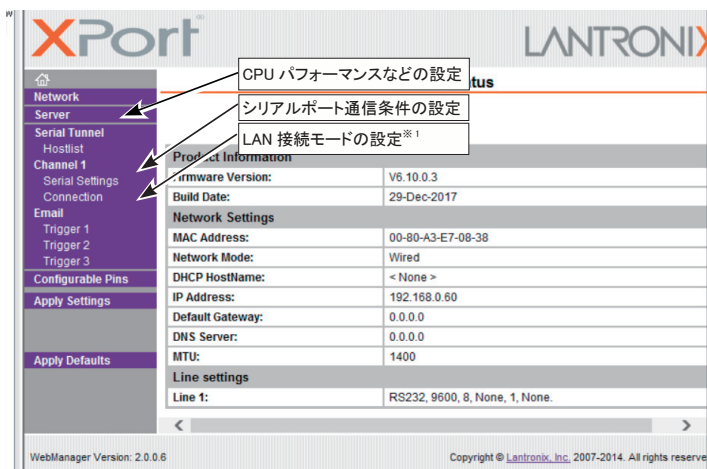 XPort®
LANTRONIX
CPU パフォーマンスなどの設定
シリアルポート通信条件の設定
LAN 接続モードの設定※1
Network
Server
Serial Tunnel
Hostlist
Channel 1
Serial Settings
Connection
Email
Trigger 1
Trigger 2
Trigger 3
Configurable Pins
Apply Settings
Apply Defaults
tus
Product Information
Firmware Version: V6.10.0.3
Build Date: 29-Dec-2017
Network Settings
MAC Address: 00-80-A3-E7-08-38
Network Mode: Wired
DHCP HostName: < None >
IP Address: 192.168.0.60
Default Gateway: 0.0.0.0
DNS Server: 0.0.0.0
MTU: 1400
Line settings
Line 1: RS232, 9600, 8, None, 1, None.
WebManager Version: 2.0.0.6
Copyright © Lantronix, Inc. 2007-2014. All rights reserve